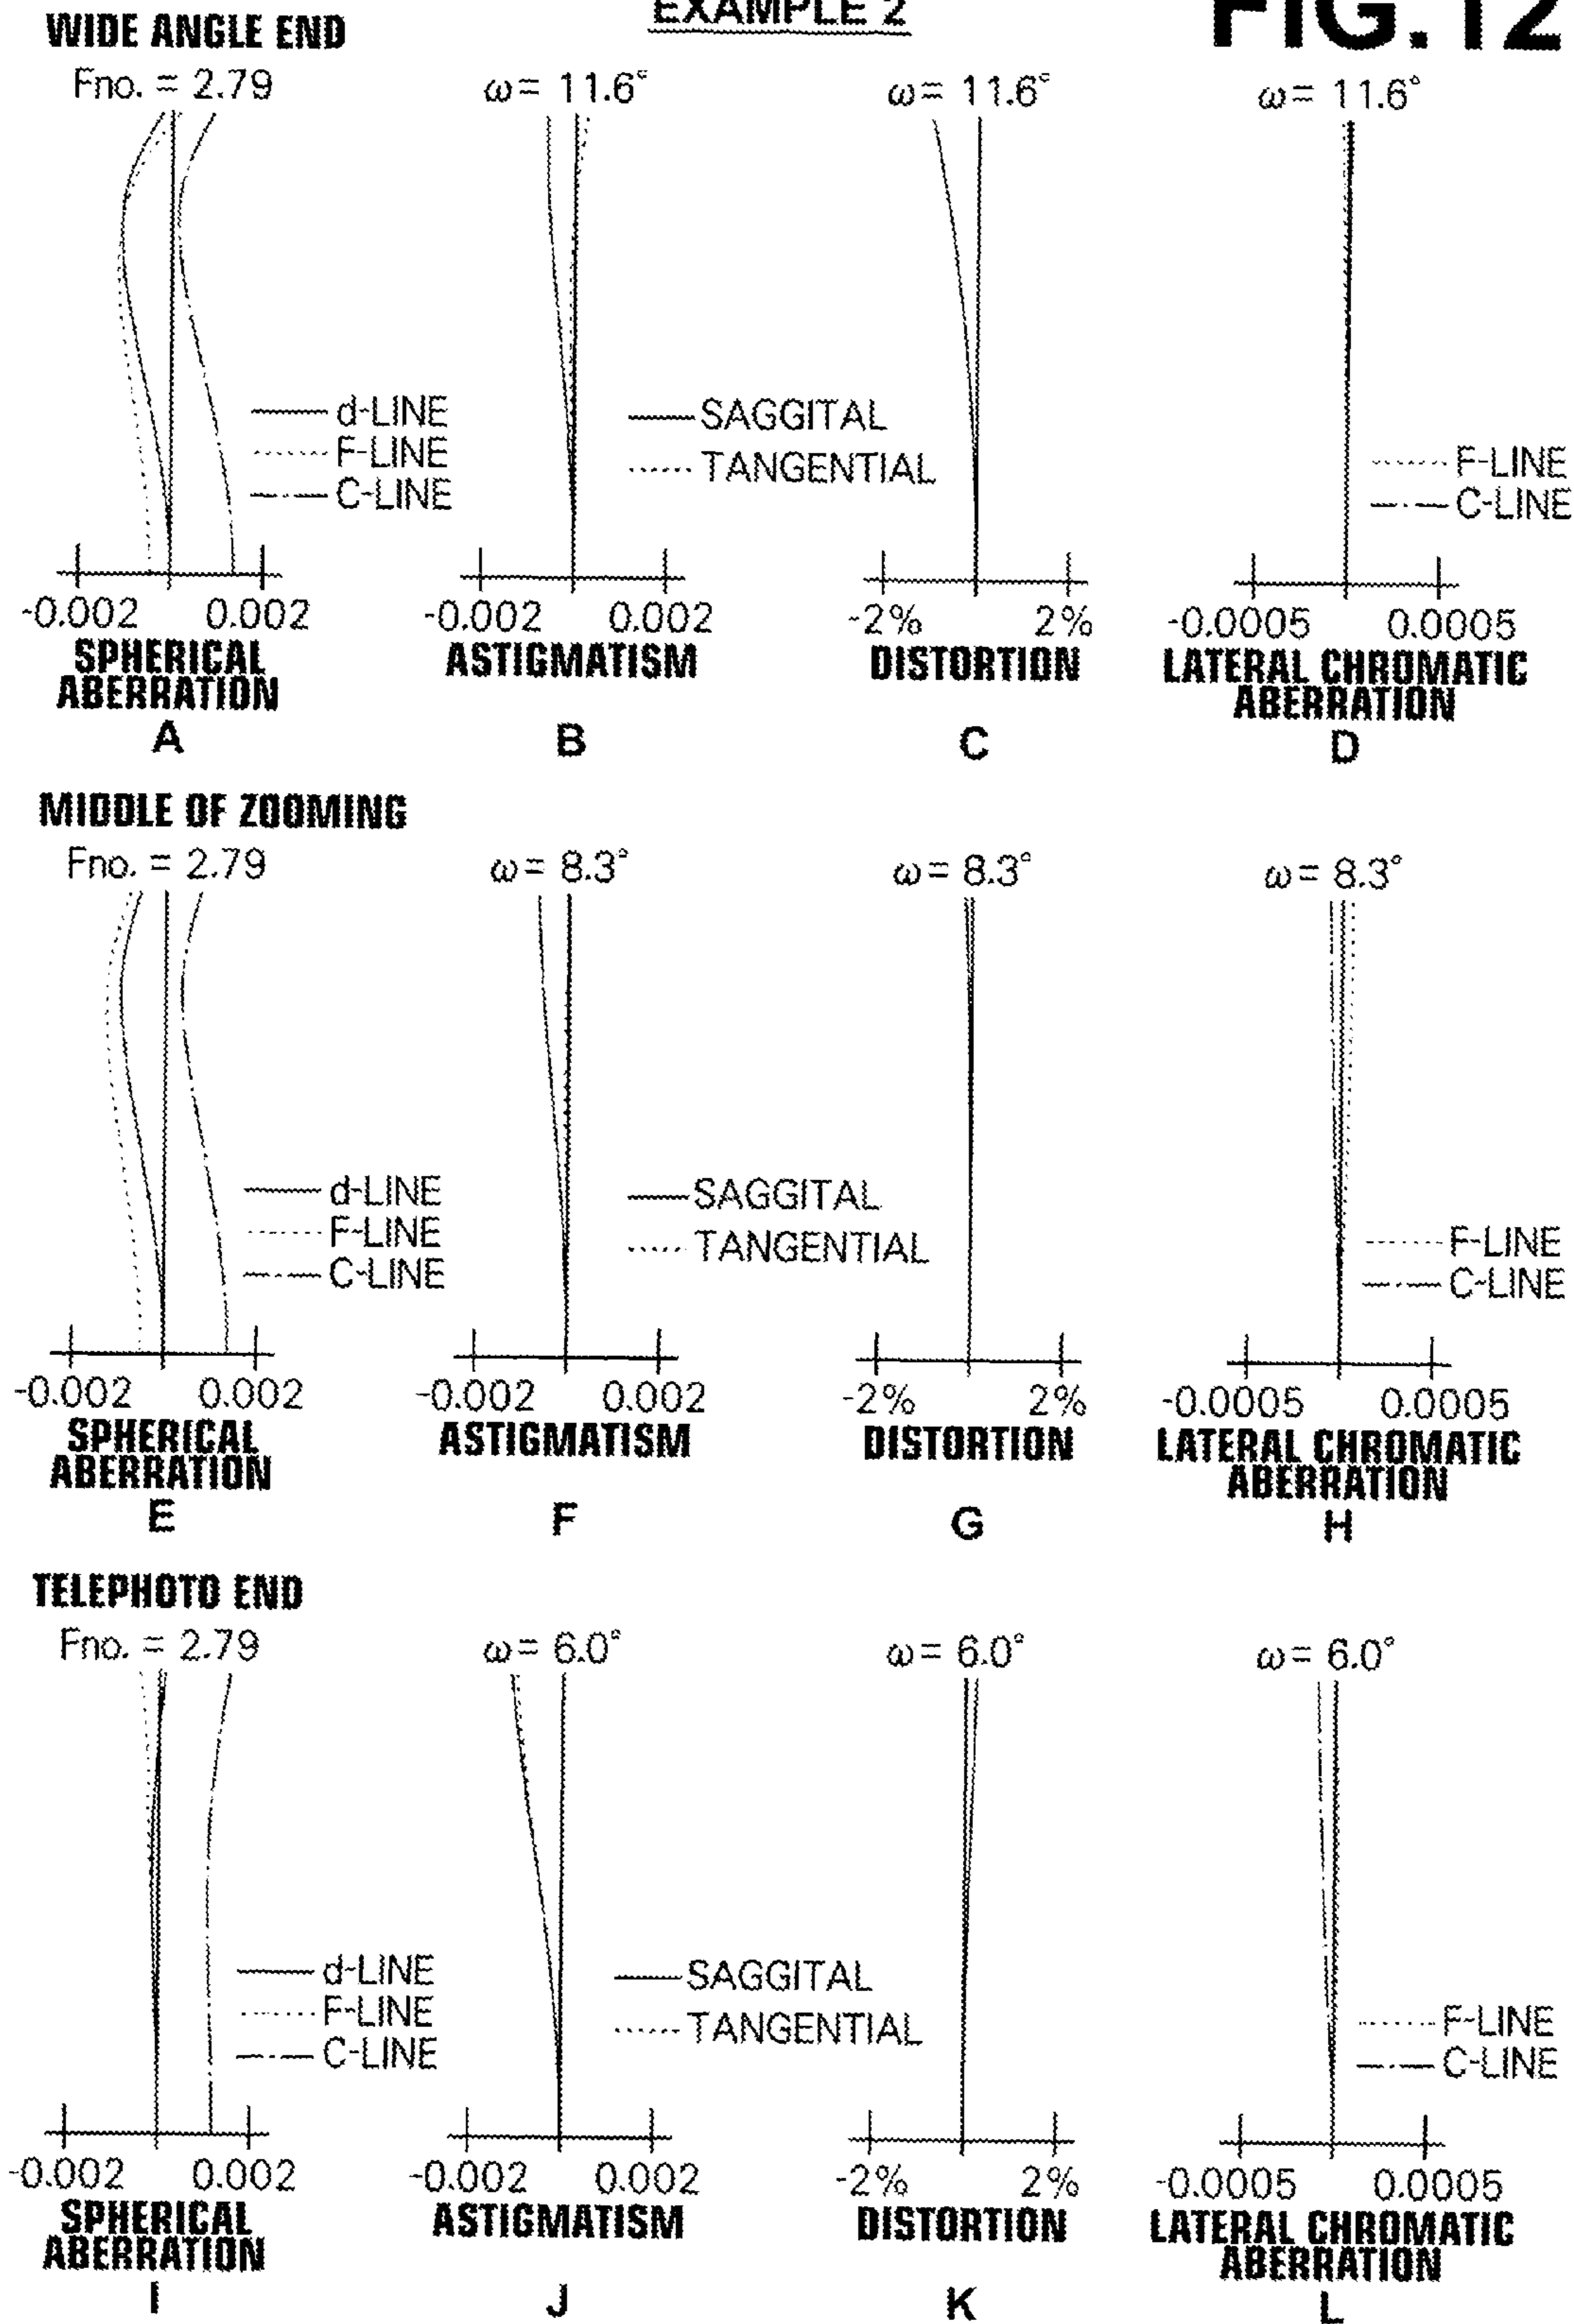 EXAMPLE 2
FIG.12
WIDE ANGLE END
Fno. = 2.79
ω= 11.6°
ω= 11.6°
ω= 11.6°
d-LINE
F-LINE
C-LINE
SAGGITAL
TANGENTIAL
F-LINE
C-LINE
-0.002 0.002
-0.002 0.002
-2% 2%
-0.0005 0.0005
SPHERICAL
ABERRATION
ASTIGMATISM
DISTORTION
LATERAL CHROMATIC
ABERRATION
A
B
C
D
MIDDLE OF ZOOMING
Fno. = 2.79
ω= 8.3°
ω= 8.3°
ω= 8.3°
d-LINE
F-LINE
C-LINE
SAGGITAL
TANGENTIAL
F-LINE
C-LINE
-0.002 0.002
-0.002 0.002
-2% 2%
-0.0005 0.0005
SPHERICAL
ABERRATION
ASTIGMATISM
DISTORTION
LATERAL CHROMATIC
ABERRATION
E
F
G
H
TELEPHOTO END
Fno. = 2.79
ω= 6.0°
ω= 6.0°
ω= 6.0°
d-LINE
F-LINE
C-LINE
SAGGITAL
TANGENTIAL
F-LINE
C-LINE
-0.002 0.002
-0.002 0.002
-2% 2%
-0.0005 0.0005
SPHERICAL
ABERRATION
ASTIGMATISM
DISTORTION
LATERAL CHROMATIC
ABERRATION
I
J
K
L